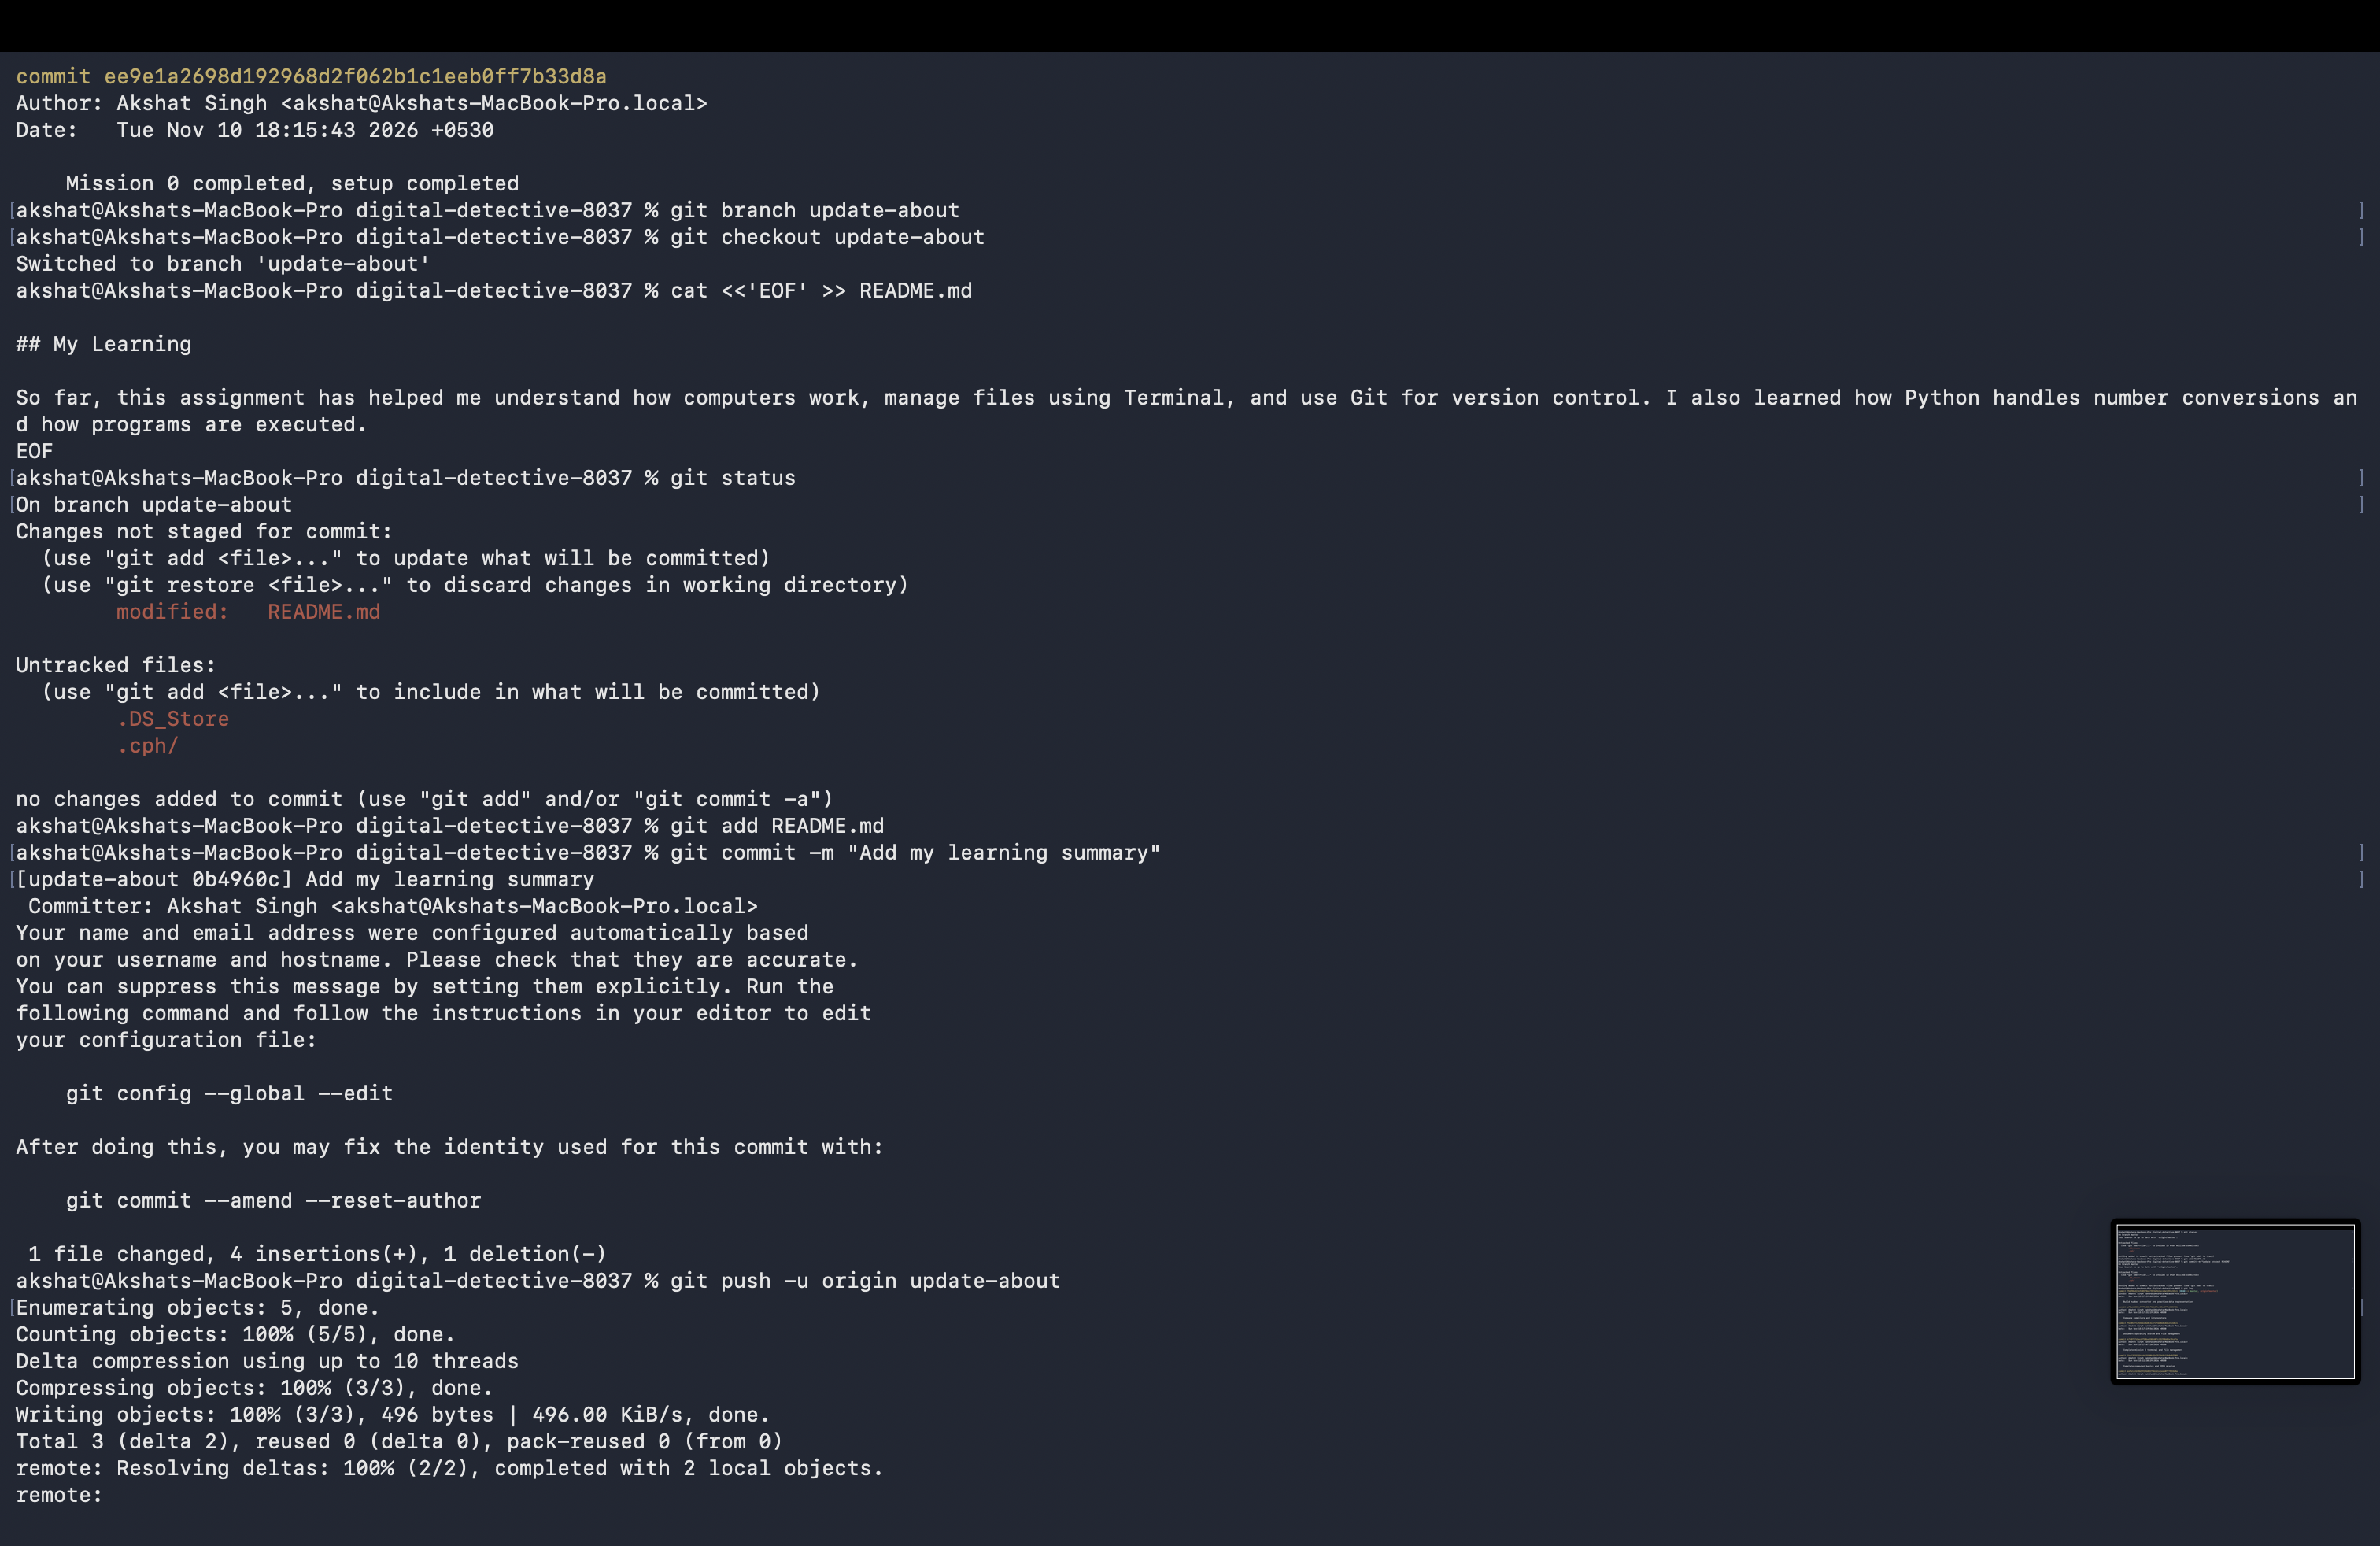 commit ee9e1a2698d192968d2f062b1c1eeb0ff7b33d8a
Author: Akshat Singh <akshat@Akshats-MacBook-Pro.local>
Date:   Tue Nov 10 18:15:43 2026 +0530

    Mission 0 completed, setup completed
[akshat@Akshats-MacBook-Pro digital-detective-8037 % git branch update-about ]
[akshat@Akshats-MacBook-Pro digital-detective-8037 % git checkout update-about ]
Switched to branch 'update-about'
akshat@Akshats-MacBook-Pro digital-detective-8037 % cat <<'EOF' >> README.md

## My Learning

So far, this assignment has helped me understand how computers work, manage files using Terminal, and use Git for version control. I also learned how Python handles number conversions an
d how programs are executed.
EOF
[akshat@Akshats-MacBook-Pro digital-detective-8037 % git status ]
[On branch update-about ]
Changes not staged for commit:
  (use "git add <file>..." to update what will be committed)
  (use "git restore <file>..." to discard changes in working directory)
        modified:   README.md

Untracked files:
  (use "git add <file>..." to include in what will be committed)
        .DS_Store
        .cph/

no changes added to commit (use "git add" and/or "git commit -a")
akshat@Akshats-MacBook-Pro digital-detective-8037 % git add README.md
[akshat@Akshats-MacBook-Pro digital-detective-8037 % git commit -m "Add my learning summary" ]
[[update-about 0b4960c] Add my learning summary ]
 Committer: Akshat Singh <akshat@Akshats-MacBook-Pro.local>
Your name and email address were configured automatically based
on your username and hostname. Please check that they are accurate.
You can suppress this message by setting them explicitly. Run the
following command and follow the instructions in your editor to edit
your configuration file:

    git config --global --edit

After doing this, you may fix the identity used for this commit with:

    git commit --amend --reset-author

 1 file changed, 4 insertions(+), 1 deletion(-)
akshat@Akshats-MacBook-Pro digital-detective-8037 % git push -u origin update-about
[Enumerating objects: 5, done. ]
Counting objects: 100% (5/5), done.
Delta compression using up to 10 threads
Compressing objects: 100% (3/3), done.
Writing objects: 100% (3/3), 496 bytes | 496.00 KiB/s, done.
Total 3 (delta 2), reused 0 (delta 0), pack-reused 0 (from 0)
remote: Resolving deltas: 100% (2/2), completed with 2 local objects.
remote: